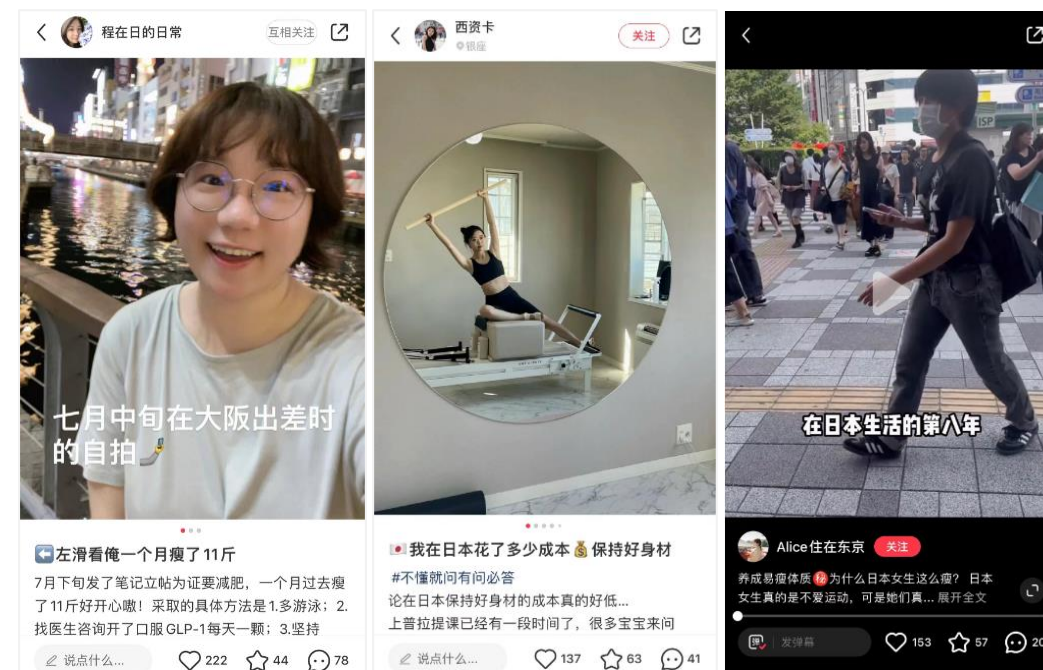 程在日的日常
互相关注
七月中旬在大阪出差时
的自拍🤳
⬅️左滑看俺一个月瘦了11斤
7月下旬发了笔记立帖为证要减肥，一个月过去瘦
了11斤好开心嗷！采取的具体方法是1.多游泳；2.
找医生咨询开了口服GLP-1每天一颗；3.坚持
说点什么...
222
44
78
西资卡
银座
关注
🇯🇵我在日本花了多少成本💰保持好身材
#不懂就问有问必答
论在日本保持好身材的成本真的好低...
上普拉提课已经有一段时间了，很多宝宝来问
说点什么...
137
63
41
ISP
在日本生活的第八年
Alice住在东京
关注
养成易瘦体质㊙️为什么日本女生这么瘦？ 日本
女生真的是不爱运动，可是她们真... 展开全文
弹
发弹幕
153
57
20